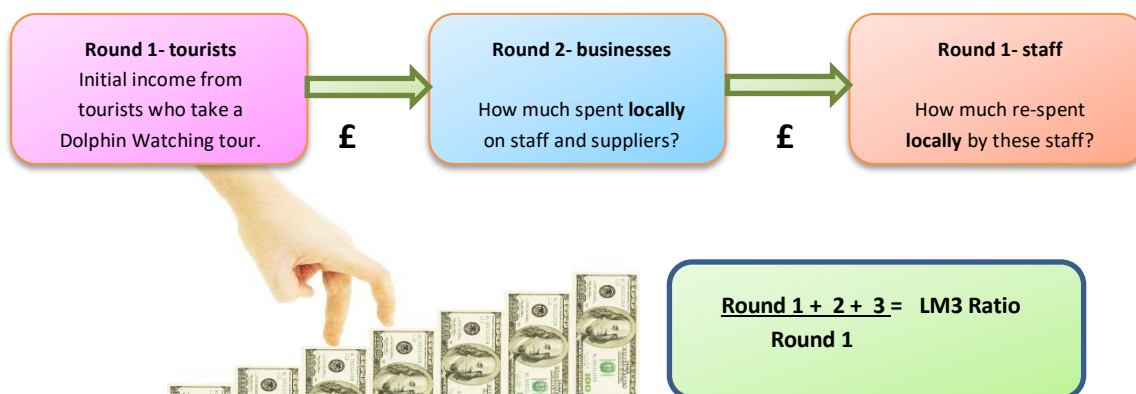 Round 1- tourists
Initial income from
tourists who take a
Dolphin Watching tour.
£
Round 2- businesses
How much spent locally
on staff and suppliers?
£
Round 1- staff
How much re-spent
locally by these staff?
Round 1 + 2 + 3 = LM3 Ratio
Round 1